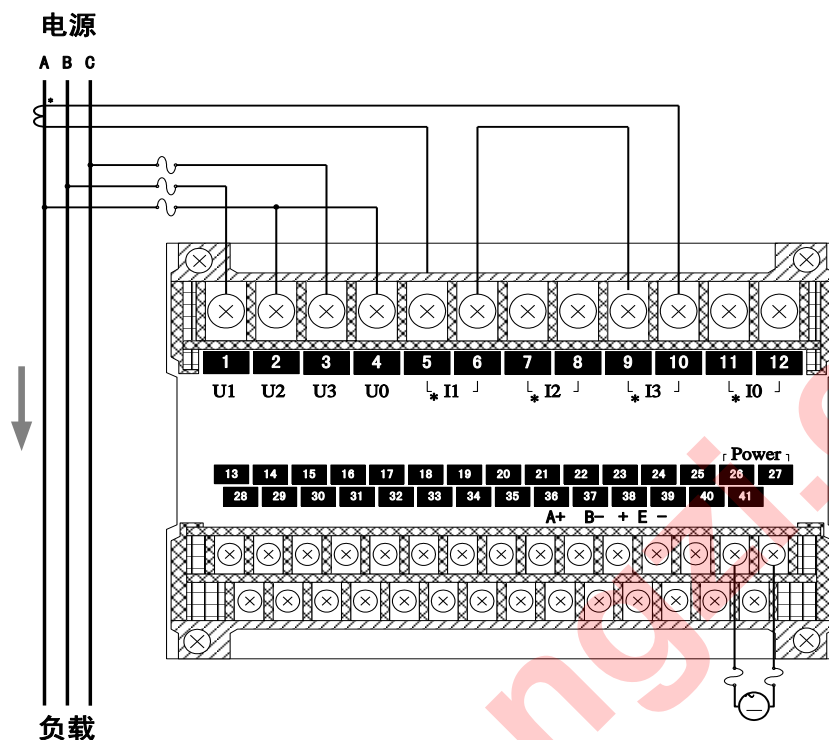 电源
A B C
*
1 2 3 4 5 6 7 8 9 10 11 12
U1 U2 U3 U0 * I1 * I2 * I3 * I0
Power
13 14 15 16 17 18 19 20 21 22 23 24 25 26 27
28 29 30 31 32 33 34 35 36 37 38 39 40 41
A+ B- + E -
负载